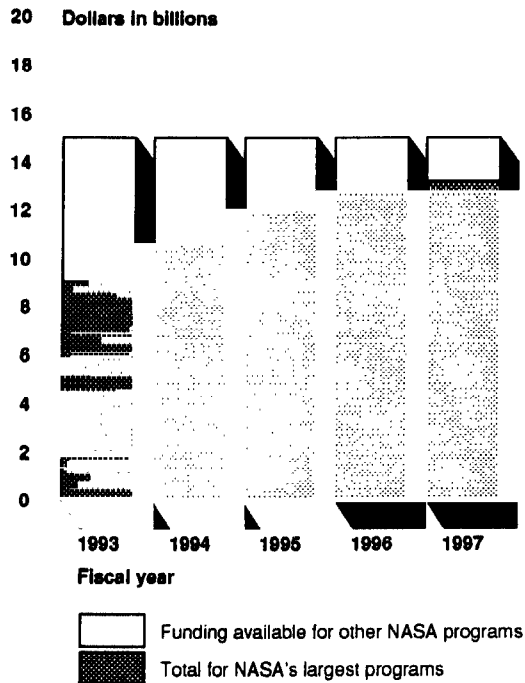 20 Dollars in billions
18
16
14
12
10
8
6
4
2
0
1993 1994 1995 1996 1997
Fiscal year
Funding available for other NASA programs
Total for NASA's largest programs